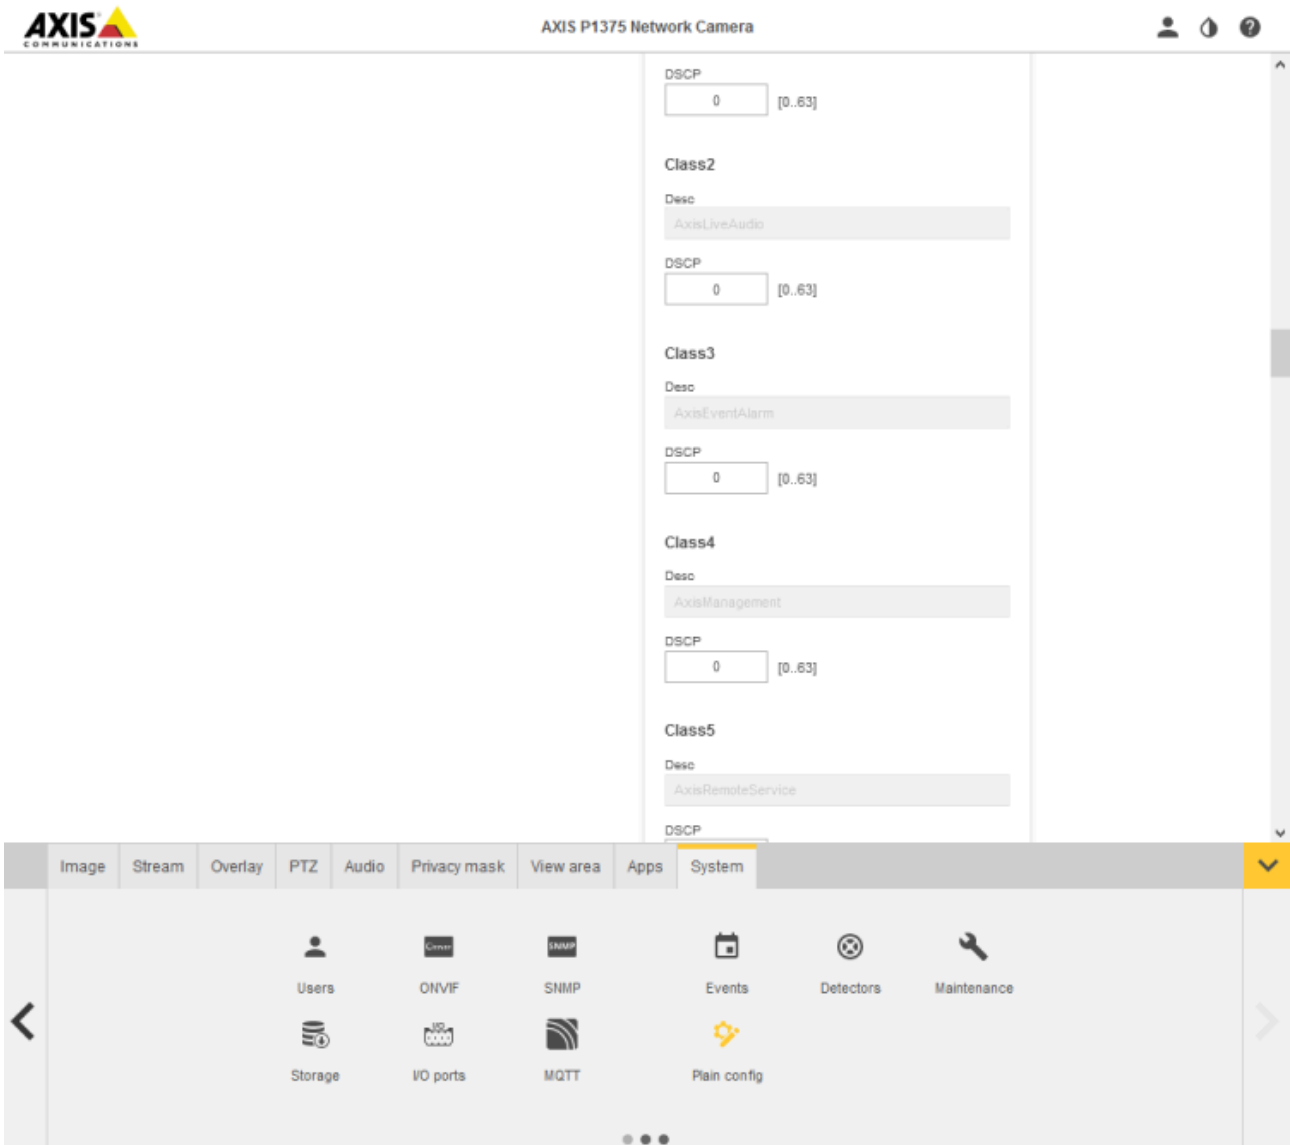 AXIS
COMMUNICATIONS
AXIS P1375 Network Camera
DSCP
0 [0..63]
Class2
Desc
AxisLiveAudio
DSCP
0 [0..63]
Class3
Desc
AxisEventAlarm
DSCP
0 [0..63]
Class4
Desc
AxisManagement
DSCP
0 [0..63]
Class5
Desc
AxisRemoteService
DSCP
Image Stream Overlay PTZ Audio Privacy mask View area Apps System
SNMP
Users ONVIF SNMP Events Detectors Maintenance
I/O
Storage I/O ports MQTT Plain config